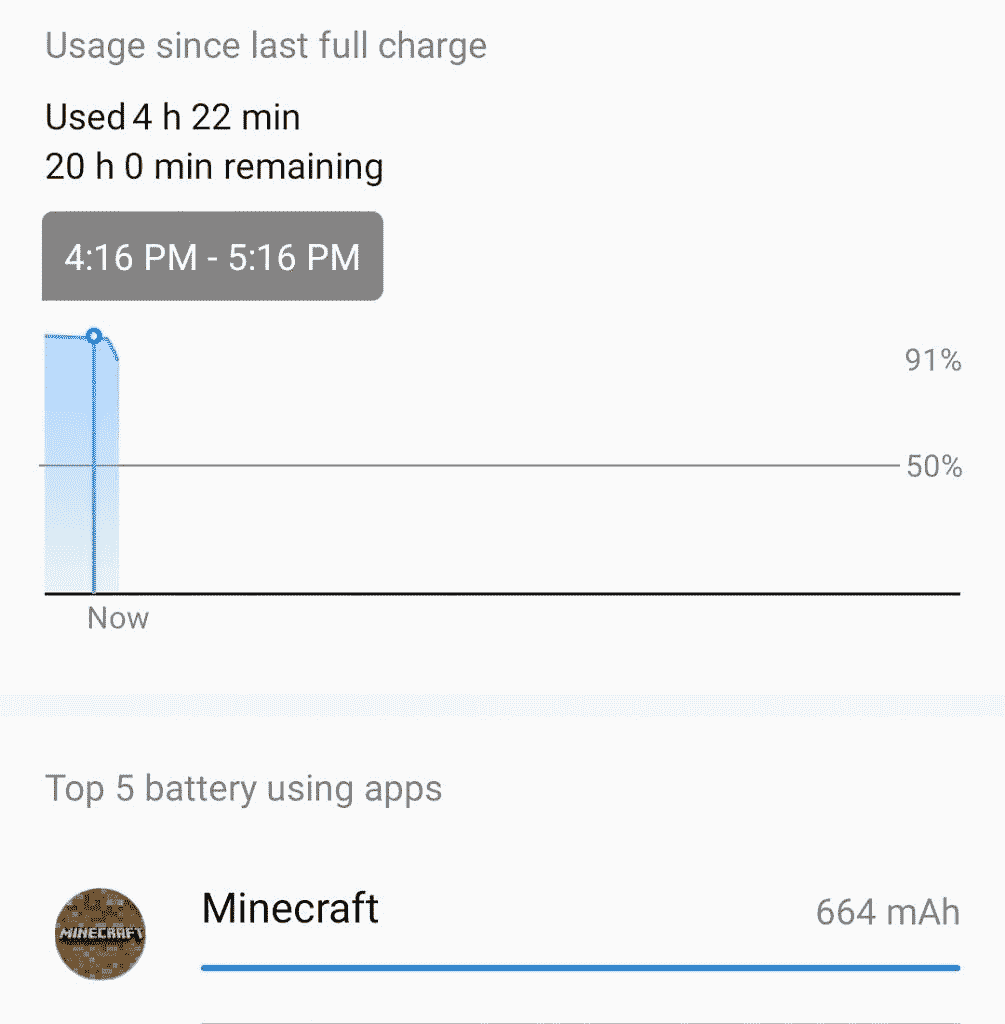 Usage since last full charge
Used 4 h 22 min
20 h 0 min remaining
4:16 PM - 5:16 PM
91%
50%
Now
Top 5 battery using apps
Minecraft
664 mAh
MINECRAFT